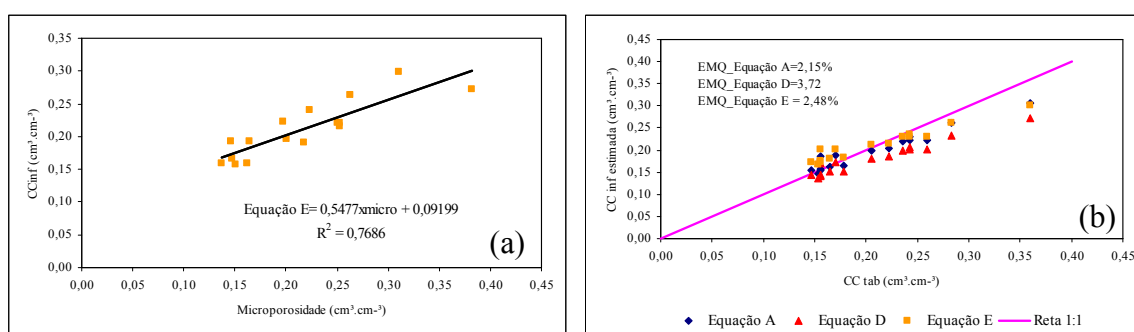 0,35
0,30
0,25
0,20
0,15
0,10
0,05
0,00
CCinf (cm³.cm-³)
Equação E= 0,5477xmicro + 0,09199
R² = 0,7686
(a)
0,00 0,05 0,10 0,15 0,20 0,25 0,30 0,35 0,40 0,45
Microporosidade (cm³.cm-³)
0,45
0,40
0,35
0,30
0,25
0,20
0,15
0,10
0,05
0,00
CC inf estimada (cm³.cm-³)
EMQ_Equação A=2,15%
EMQ_Equação D=3,72
EMQ_Equação E = 2,48%
(b)
0,00 0,05 0,10 0,15 0,20 0,25 0,30 0,35 0,40 0,45
CC tab (cm³.cm-³)
Equação A Equação D Equação E Reta 1:1